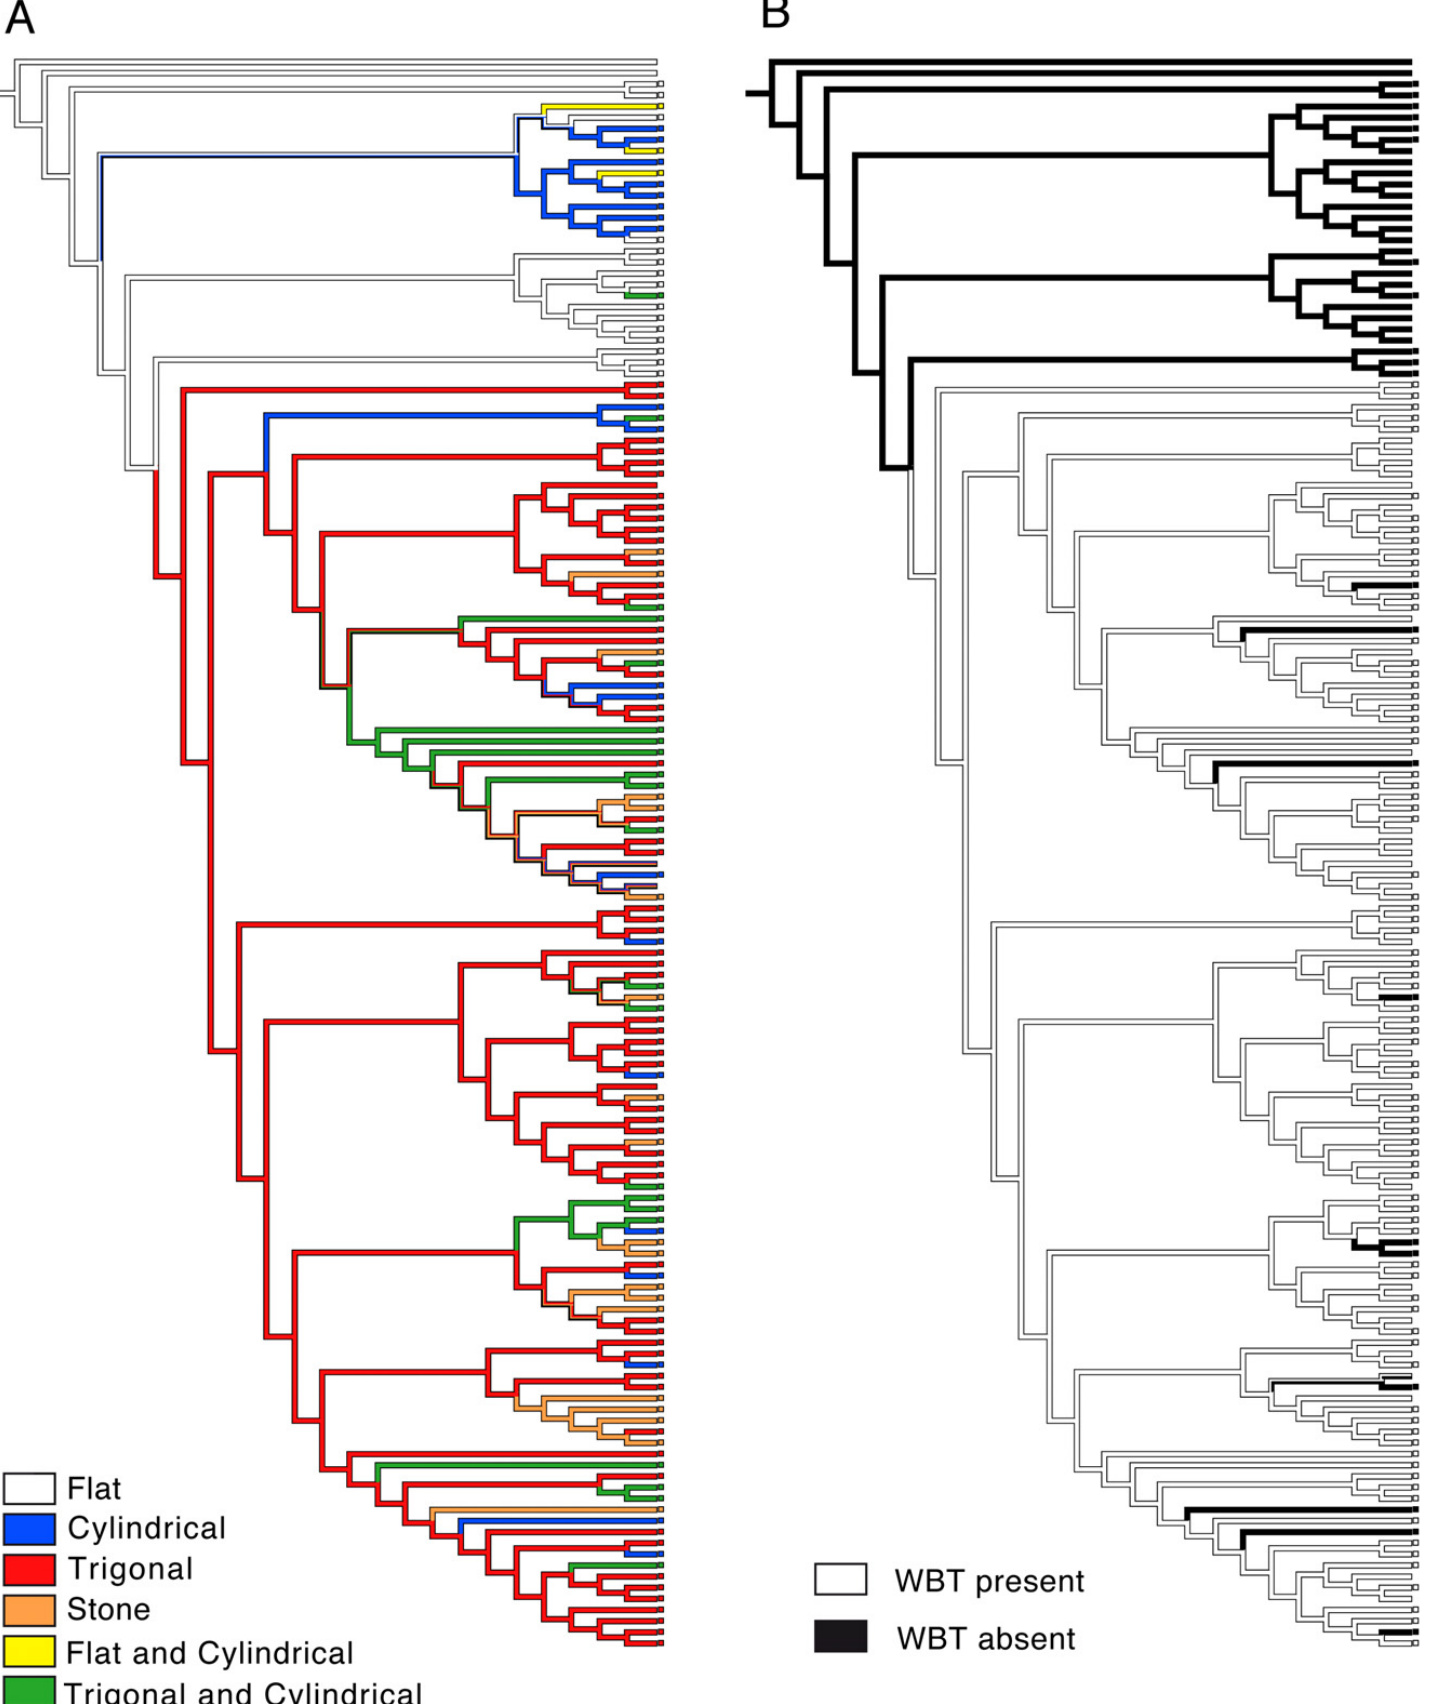 A
B
Flat
Cylindrical
Trigonal
Stone
Flat and Cylindrical
Trigonal and Cylindrical
WBT present
WBT absent